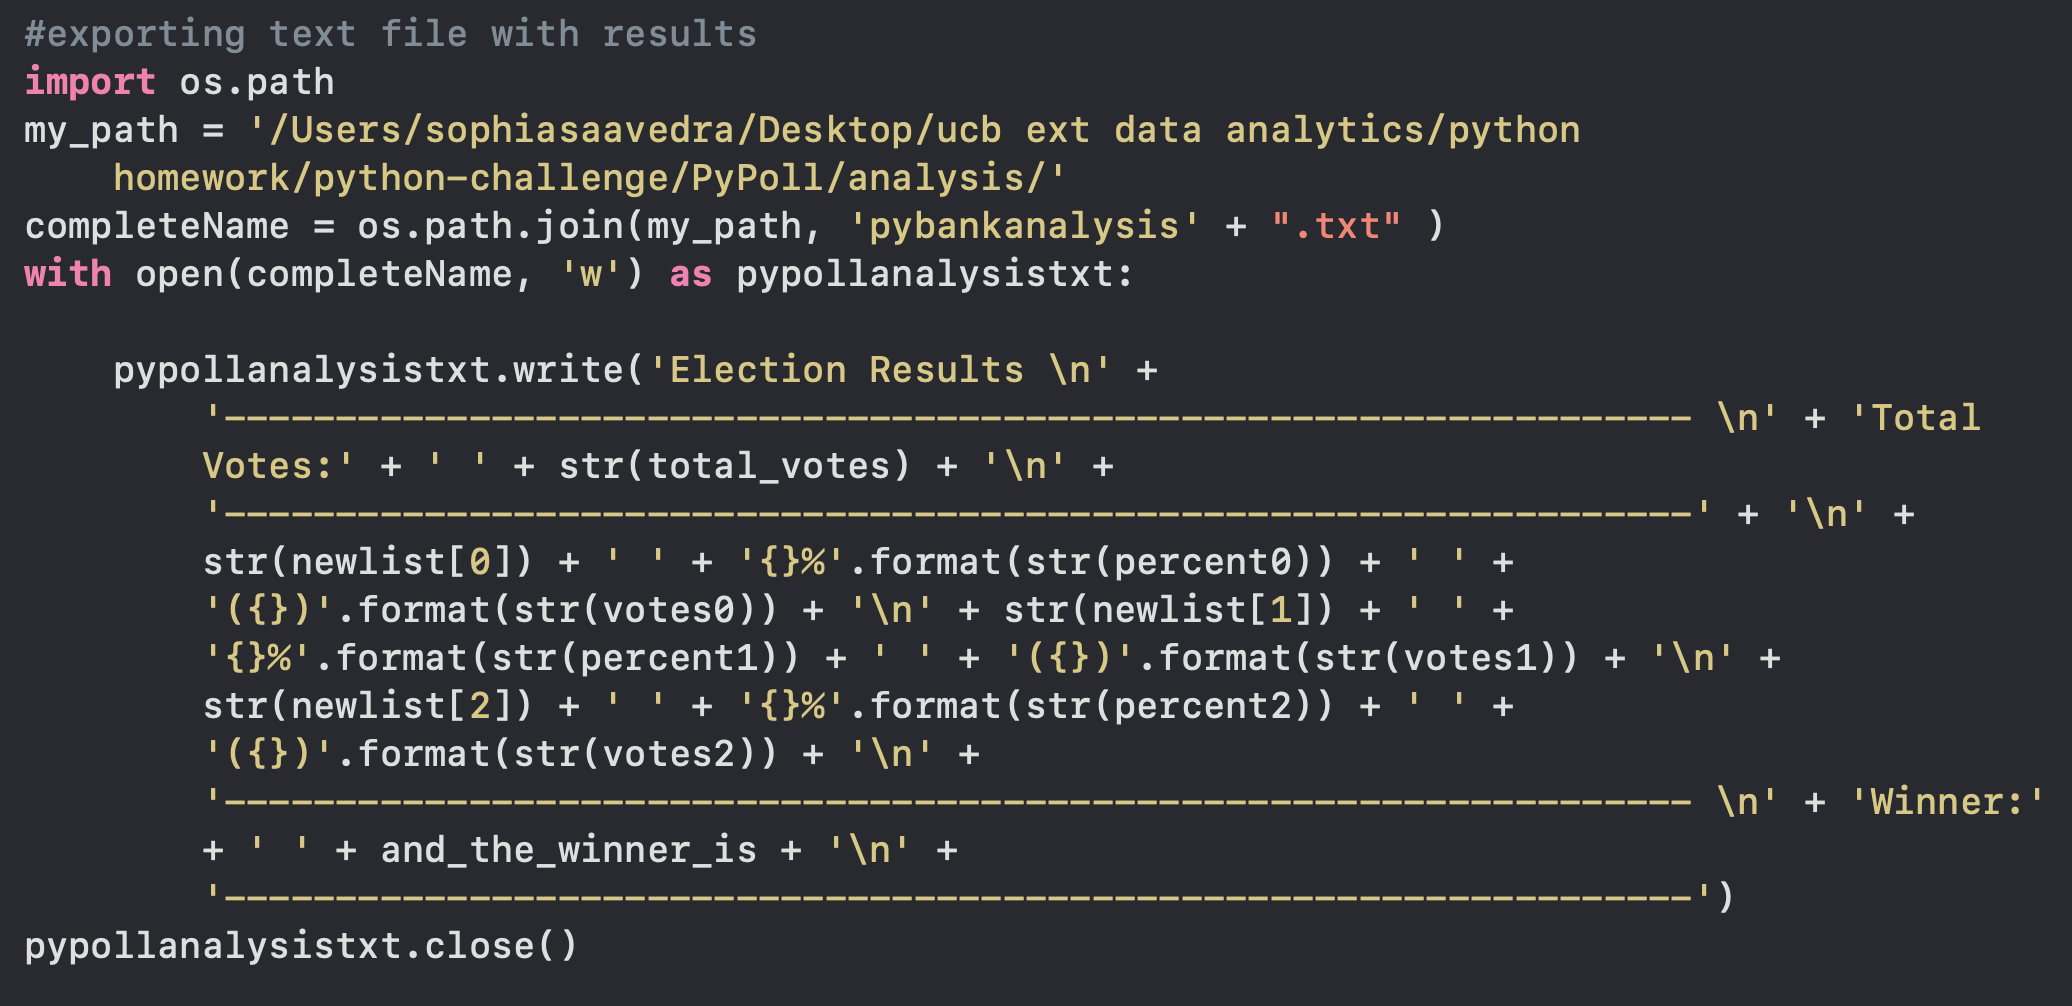 #exporting text file with results
import os.path
my_path = '/Users/sophiasaavedra/Desktop/ucb ext data analytics/python
    homework/python-challenge/PyPoll/analysis/'
completeName = os.path.join(my_path, 'pybankanalysis' + ".txt" )
with open(completeName, 'w') as pypollanalysistxt:

    pypollanalysistxt.write('Election Results \n' +
        '------------------------------------------------------------------ \n' + 'Total
        Votes:' + ' ' + str(total_votes) + '\n' +
        '------------------------------------------------------------------' + '\n' +
        str(newlist[0]) + ' ' + '{}%'.format(str(percent0)) + ' ' +
        '({})'.format(str(votes0)) + '\n' + str(newlist[1]) + ' ' +
        '{}%'.format(str(percent1)) + ' ' + '({})'.format(str(votes1)) + '\n' +
        str(newlist[2]) + ' ' + '{}%'.format(str(percent2)) + ' ' +
        '({})'.format(str(votes2)) + '\n' +
        '------------------------------------------------------------------ \n' + 'Winner:'
        + ' ' + and_the_winner_is + '\n' +
        '------------------------------------------------------------------')
pypollanalysistxt.close()